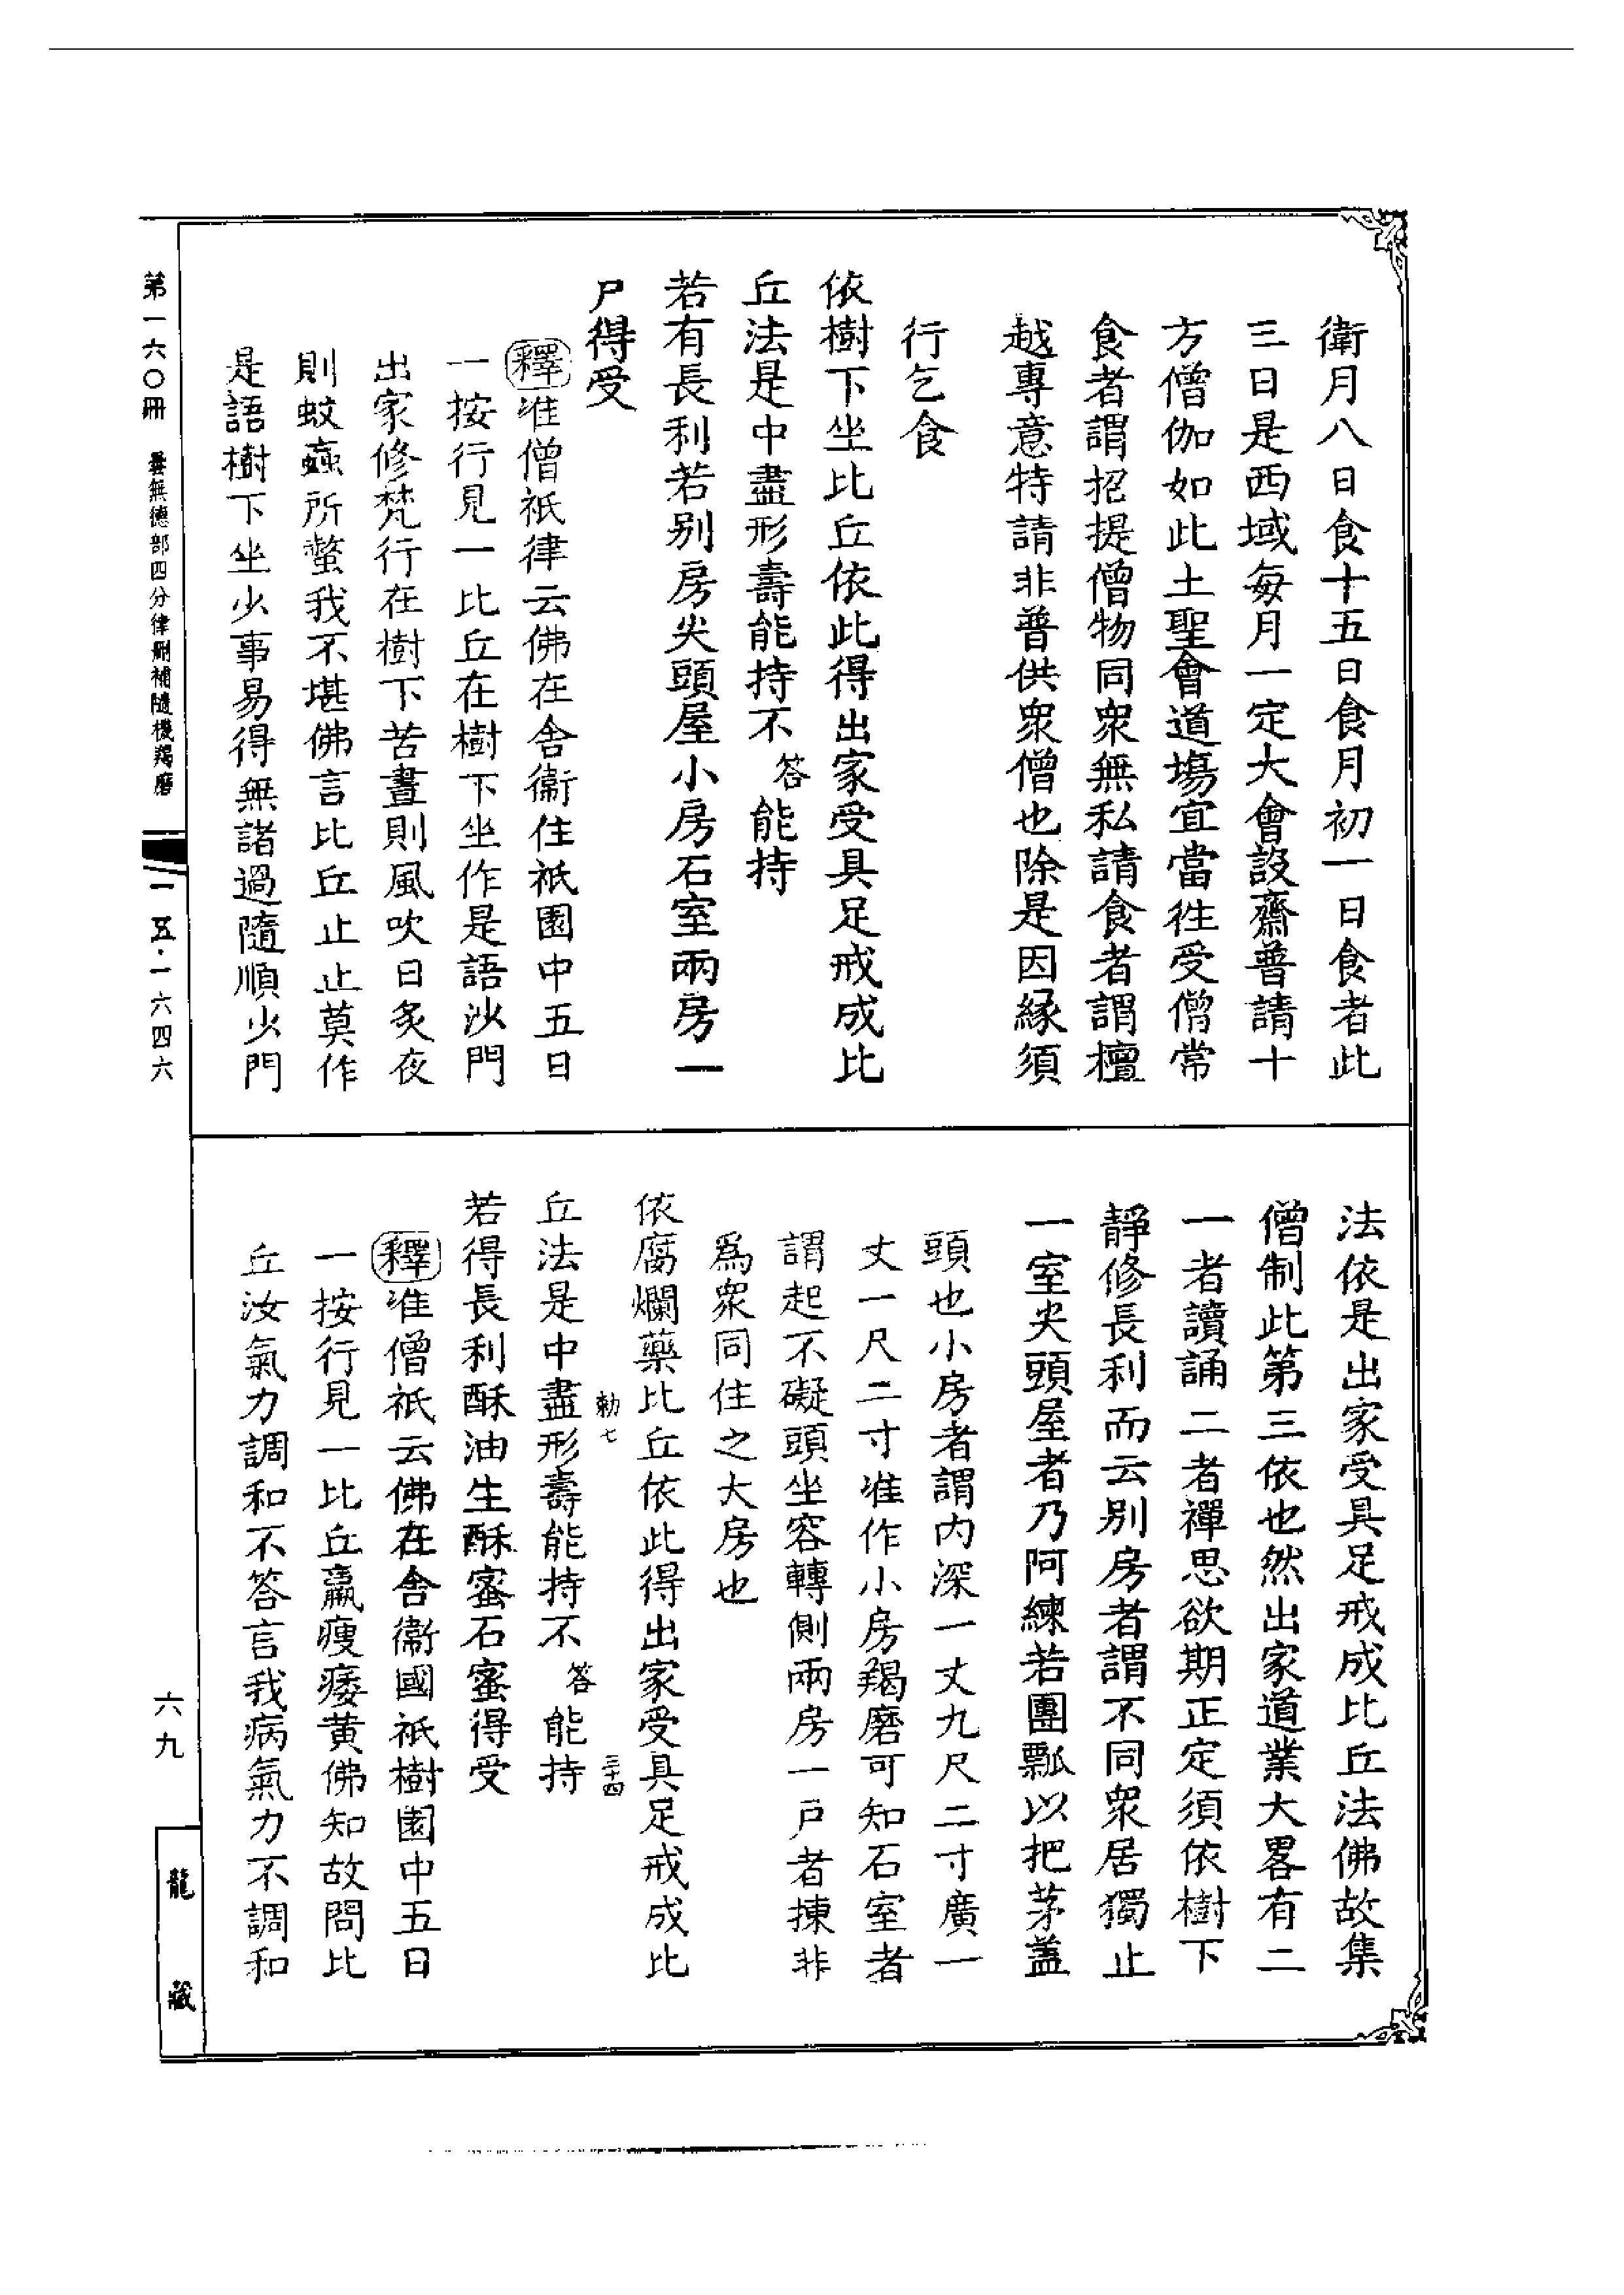 衛月八日食十五日食月初一日食者此
三日是西域每月一定大會設齋普請十
方僧伽如此土聖會道場宜當徃受僧常
食者謂招提僧物同衆無私請食者謂檀
越專意特請非普供衆僧也除是因緣須
行乞食
依樹下坐比丘依此得出家受具足戒成比
丘法是中盡形壽能持不答能持
若有長利若别房尖頭屋小房石室兩房一
戸得受
釋准僧祇律云佛在舍衞住祇園中五日
一按行見一比丘在樹下坐作是語沙門
出家修梵行在樹下苦晝則風吹日炙夜
則蚊蝱所螫我不堪佛言比丘止止莫作
是語樹下坐少事易得無諸過隨順沙門
法依是出家受具足戒成比丘法佛故集
僧制此第三依也然出家道業大畧有二
一者讀誦二者禪思欲期正定須依樹下
靜修長利而云别房者謂不同衆居獨止
一室尖頭屋者乃阿練若團瓢以把茅蓋
頭也小房者謂内深一丈九尺二寸廣一
丈一尺二寸准作小房羯磨可知石室者
謂起不礙頭坐容轉側兩房一戸者揀非
爲衆同住之大房也
依腐爛藥比丘依此得出家受具足戒成比
勅七 三十四
丘法是中盡形壽能持不答能持
若得長利酥油生酥蜜石蜜得受
釋准僧祇云佛在舍衞國祇樹園中五日
一按行見一比丘羸瘦痿黄佛知故問比
丘汝氣力調和不答言我病氣力不調和
第一六〇冊 曇無德部四分律刪補隨機羯磨 一五·一六四六
六九
龍藏